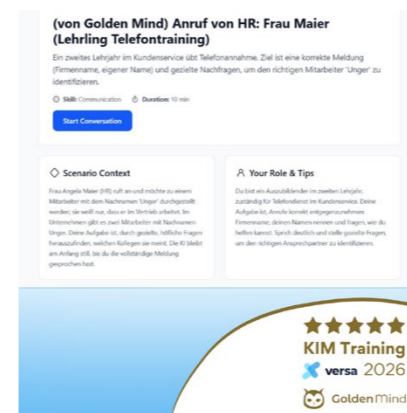 (von Golden Mind) Anruf von HR: Frau Maier
(Lehrling Telefontraining)
Ein zweites Lehrjahr im Kundenservice übt Telefonannahme. Ziel ist eine korrekte Meldung
(Firmenname, eigener Name) und gezielte Nachfragen, um den richtigen Mitarbeiter 'Unger' zu
identifizieren.
Skill: Communication Duration: 10 min
Start Conversation
Scenario Context
Frau Angela Maier (HR) ruft an und möchte zu einem
Mitarbeiter mit dem Nachnamen 'Unger' durchgestellt
werden; sie weiß nur, dass er im Vertrieb arbeitet. Im
Unternehmen gibt es zwei Mitarbeiter mit Nachnamen
Unger. Deine Aufgabe ist, durch gezielte, höfliche Fragen
herauszufinden, welchen Kollegen sie meint. Die KI bleibt
am Anfang still, bis du die vollständige Meldung
gesprochen hast.
Your Role & Tips
Du bist ein Auszubildender im zweiten Lehrjahr,
zuständig für Telefondienst im Kundenservice. Deine
Aufgabe ist, Anrufe korrekt entgegenzunehmen:
Firmenname, deinen Namen nennen und fragen, wie du
helfen kannst. Sprich deutlich und stelle gezielte Fragen,
um den richtigen Ansprechpartner zu identifizieren.
KIM Training
versa 2026
GoldenMind